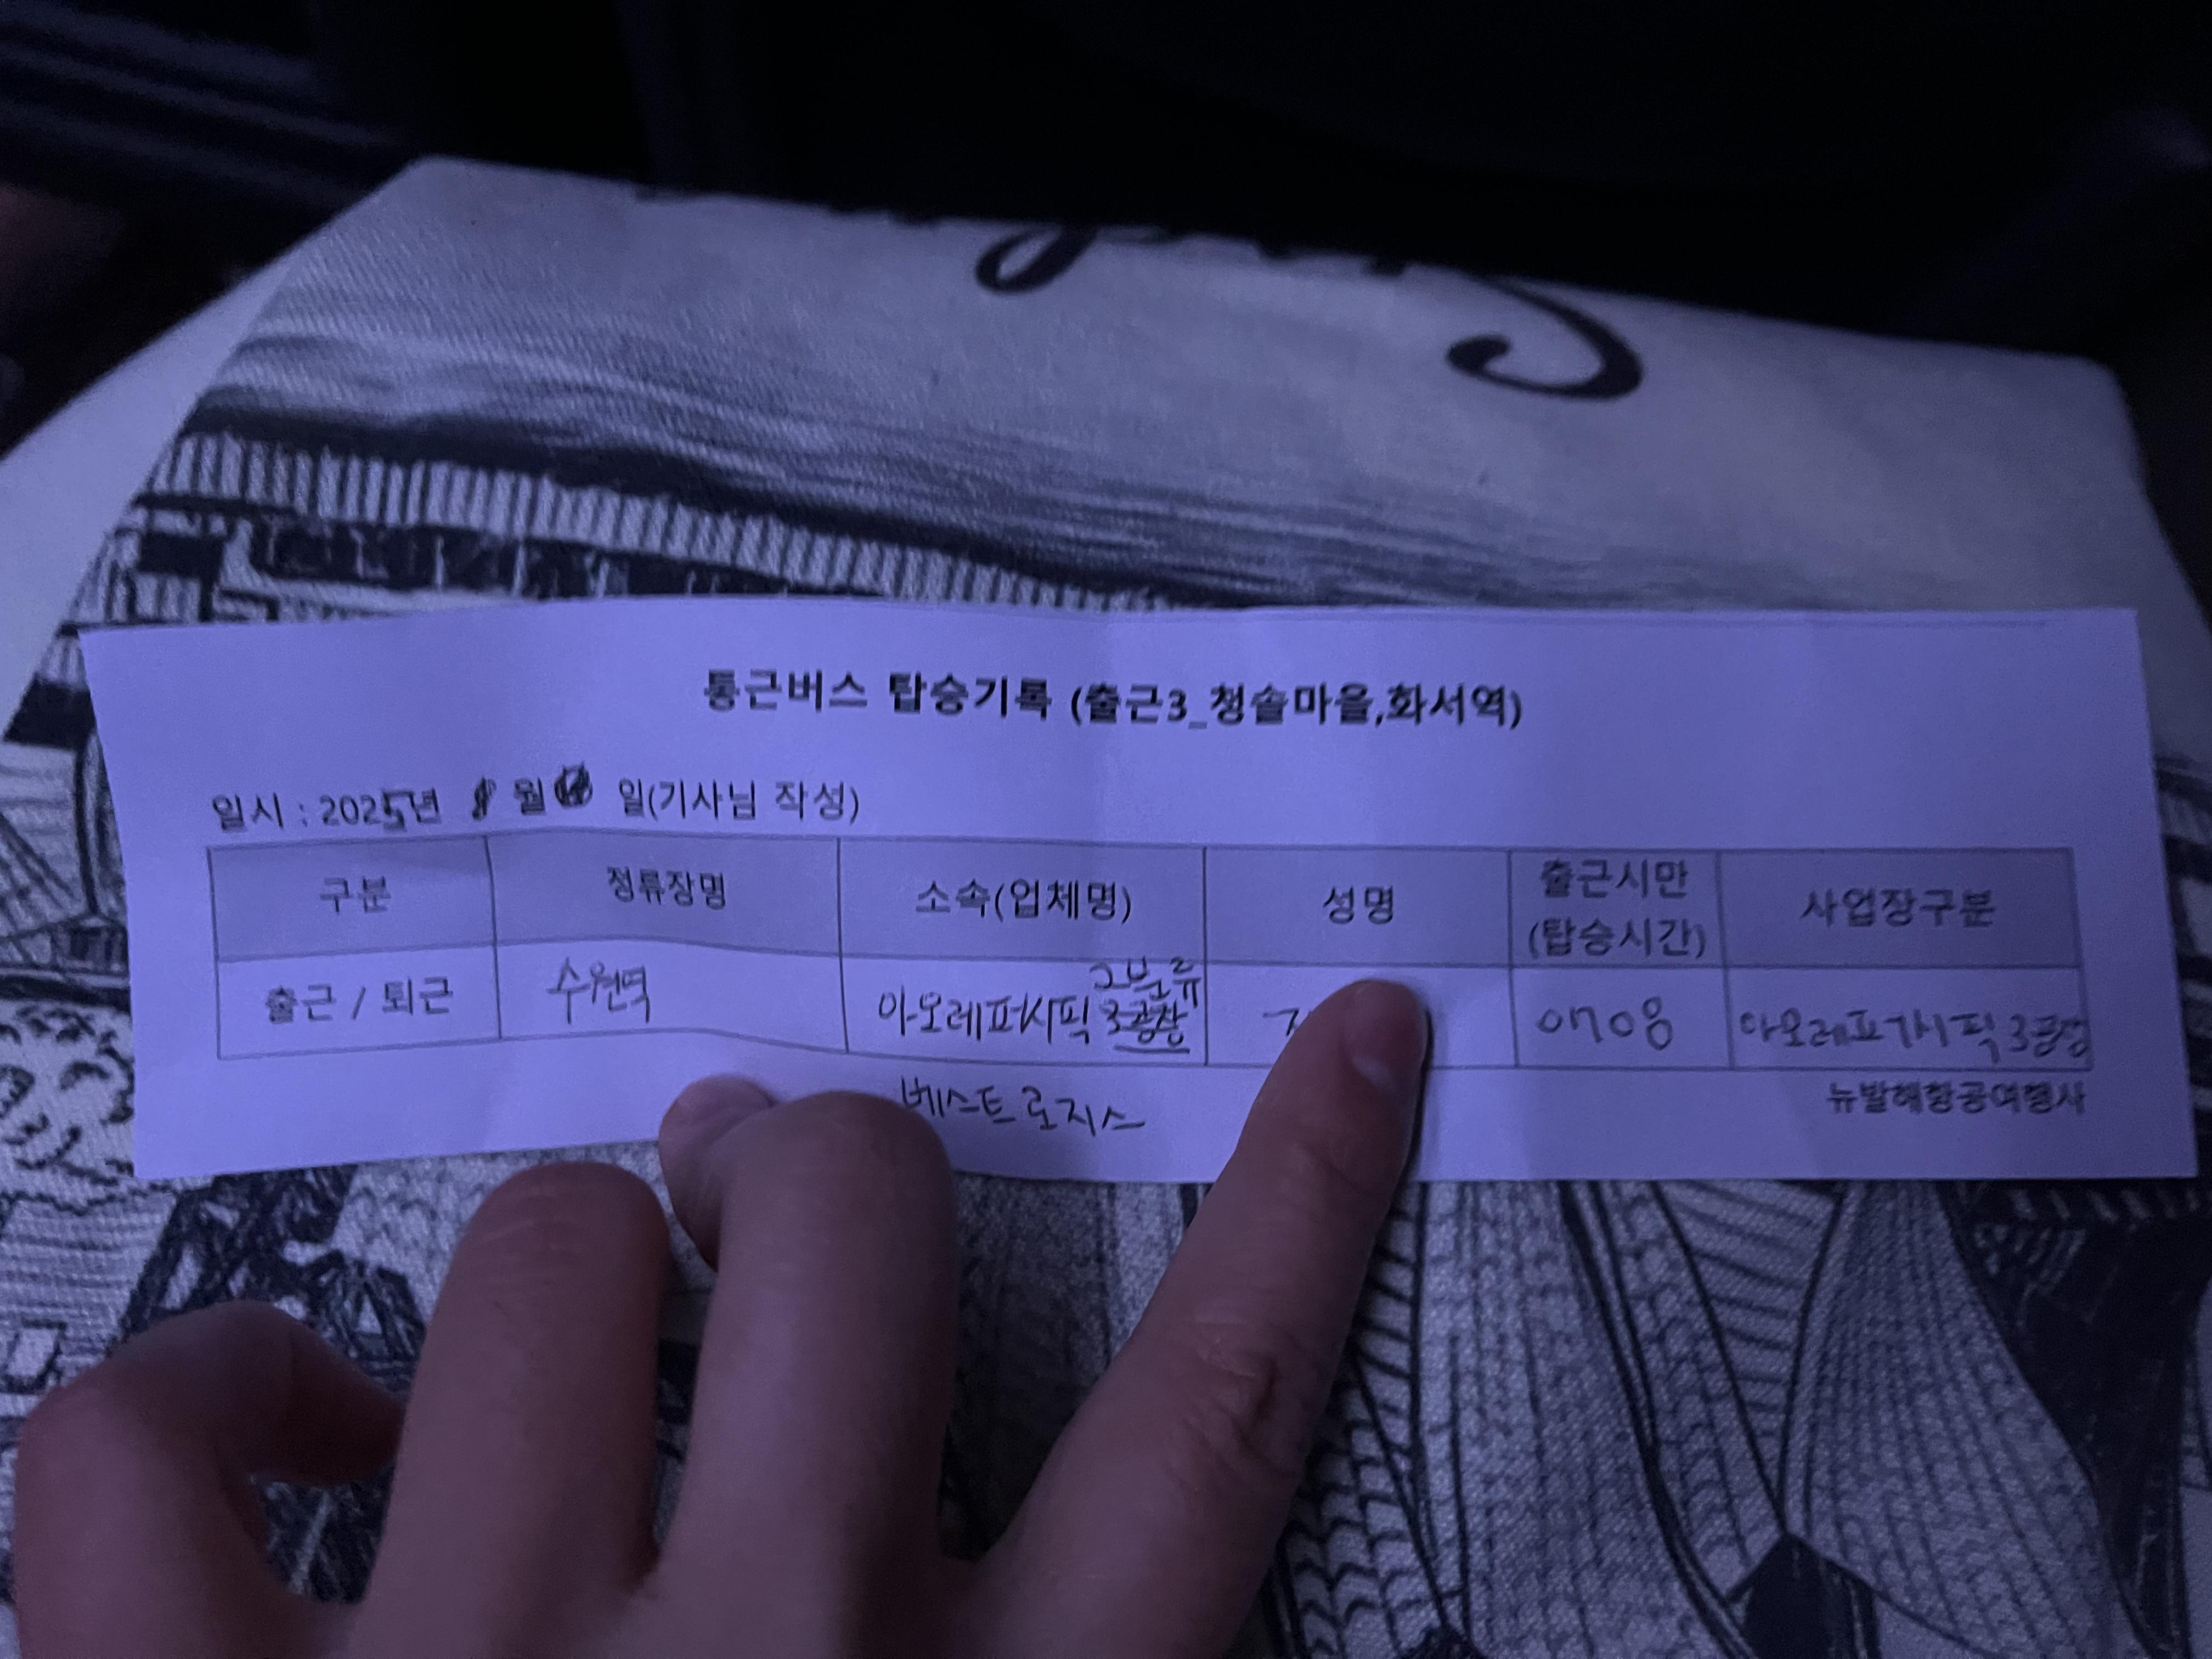 통근버스 탑승기록 (출근3_청솔마을,화서역)
일시 : 2025년 8 월 일(기사님 작성)
구분 정류장명 소속(업체명) 성명 출근시만 (탑승시간) 사업장구분
출근 / 퇴근 수원역 아모레퍼시픽 3공장 소분류 0708 아모레퍼시픽 3공장
베스트로지스
뉴발해항공여행사